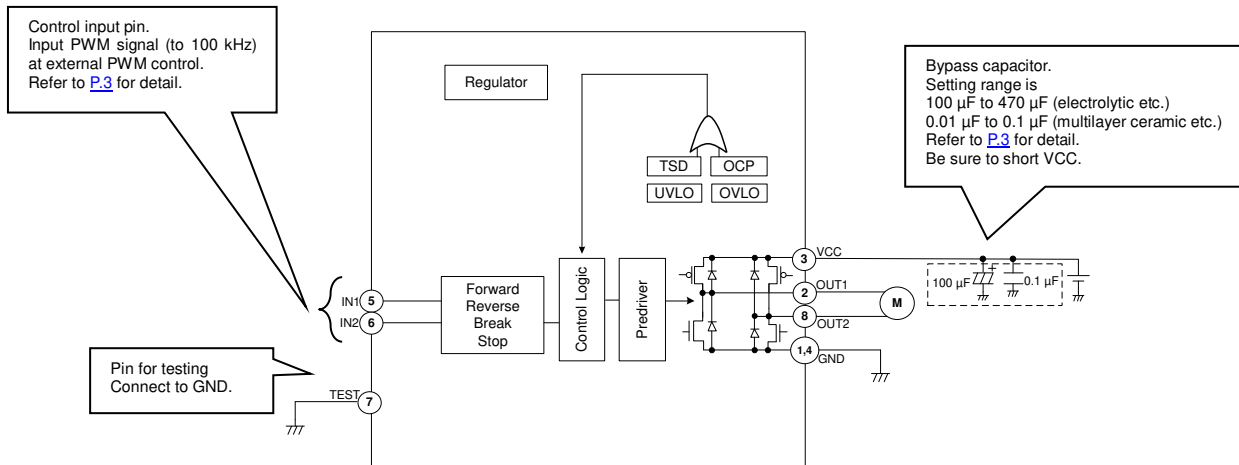 Control input pin.
Input PWM signal (to 100 kHz)
at external PWM control.
Refer to P.3 for detail.
Regulator
Bypass capacitor.
Setting range is
100 µF to 470 µF (electrolytic etc.)
0.01 µF to 0.1 µF (multilayer ceramic etc.)
Refer to P.3 for detail.
Be sure to short VCC.
TSD
OCP
UVLO
OVLO
IN1
5
IN2
6
Forward
Reverse
Break
Stop
Control Logic
Predriver
3
VCC
2
OUT1
M
8
OUT2
1,4
GND
100 µF
+
0.1 µF
Pin for testing
Connect to GND.
TEST
7